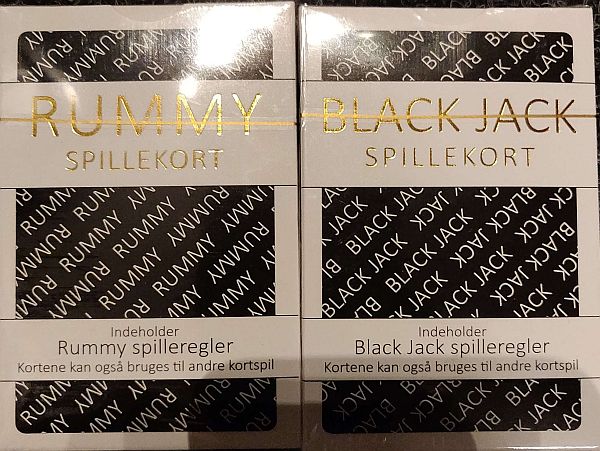 RUMMY
SPILLEKORT
Indeholder
Rummy spilleregler
Kortene kan også bruges til andre kortspil
BLACK JACK
SPILLEKORT
Indeholder
Black Jack spilleregler
Kortene kan også bruges til andre kortspil